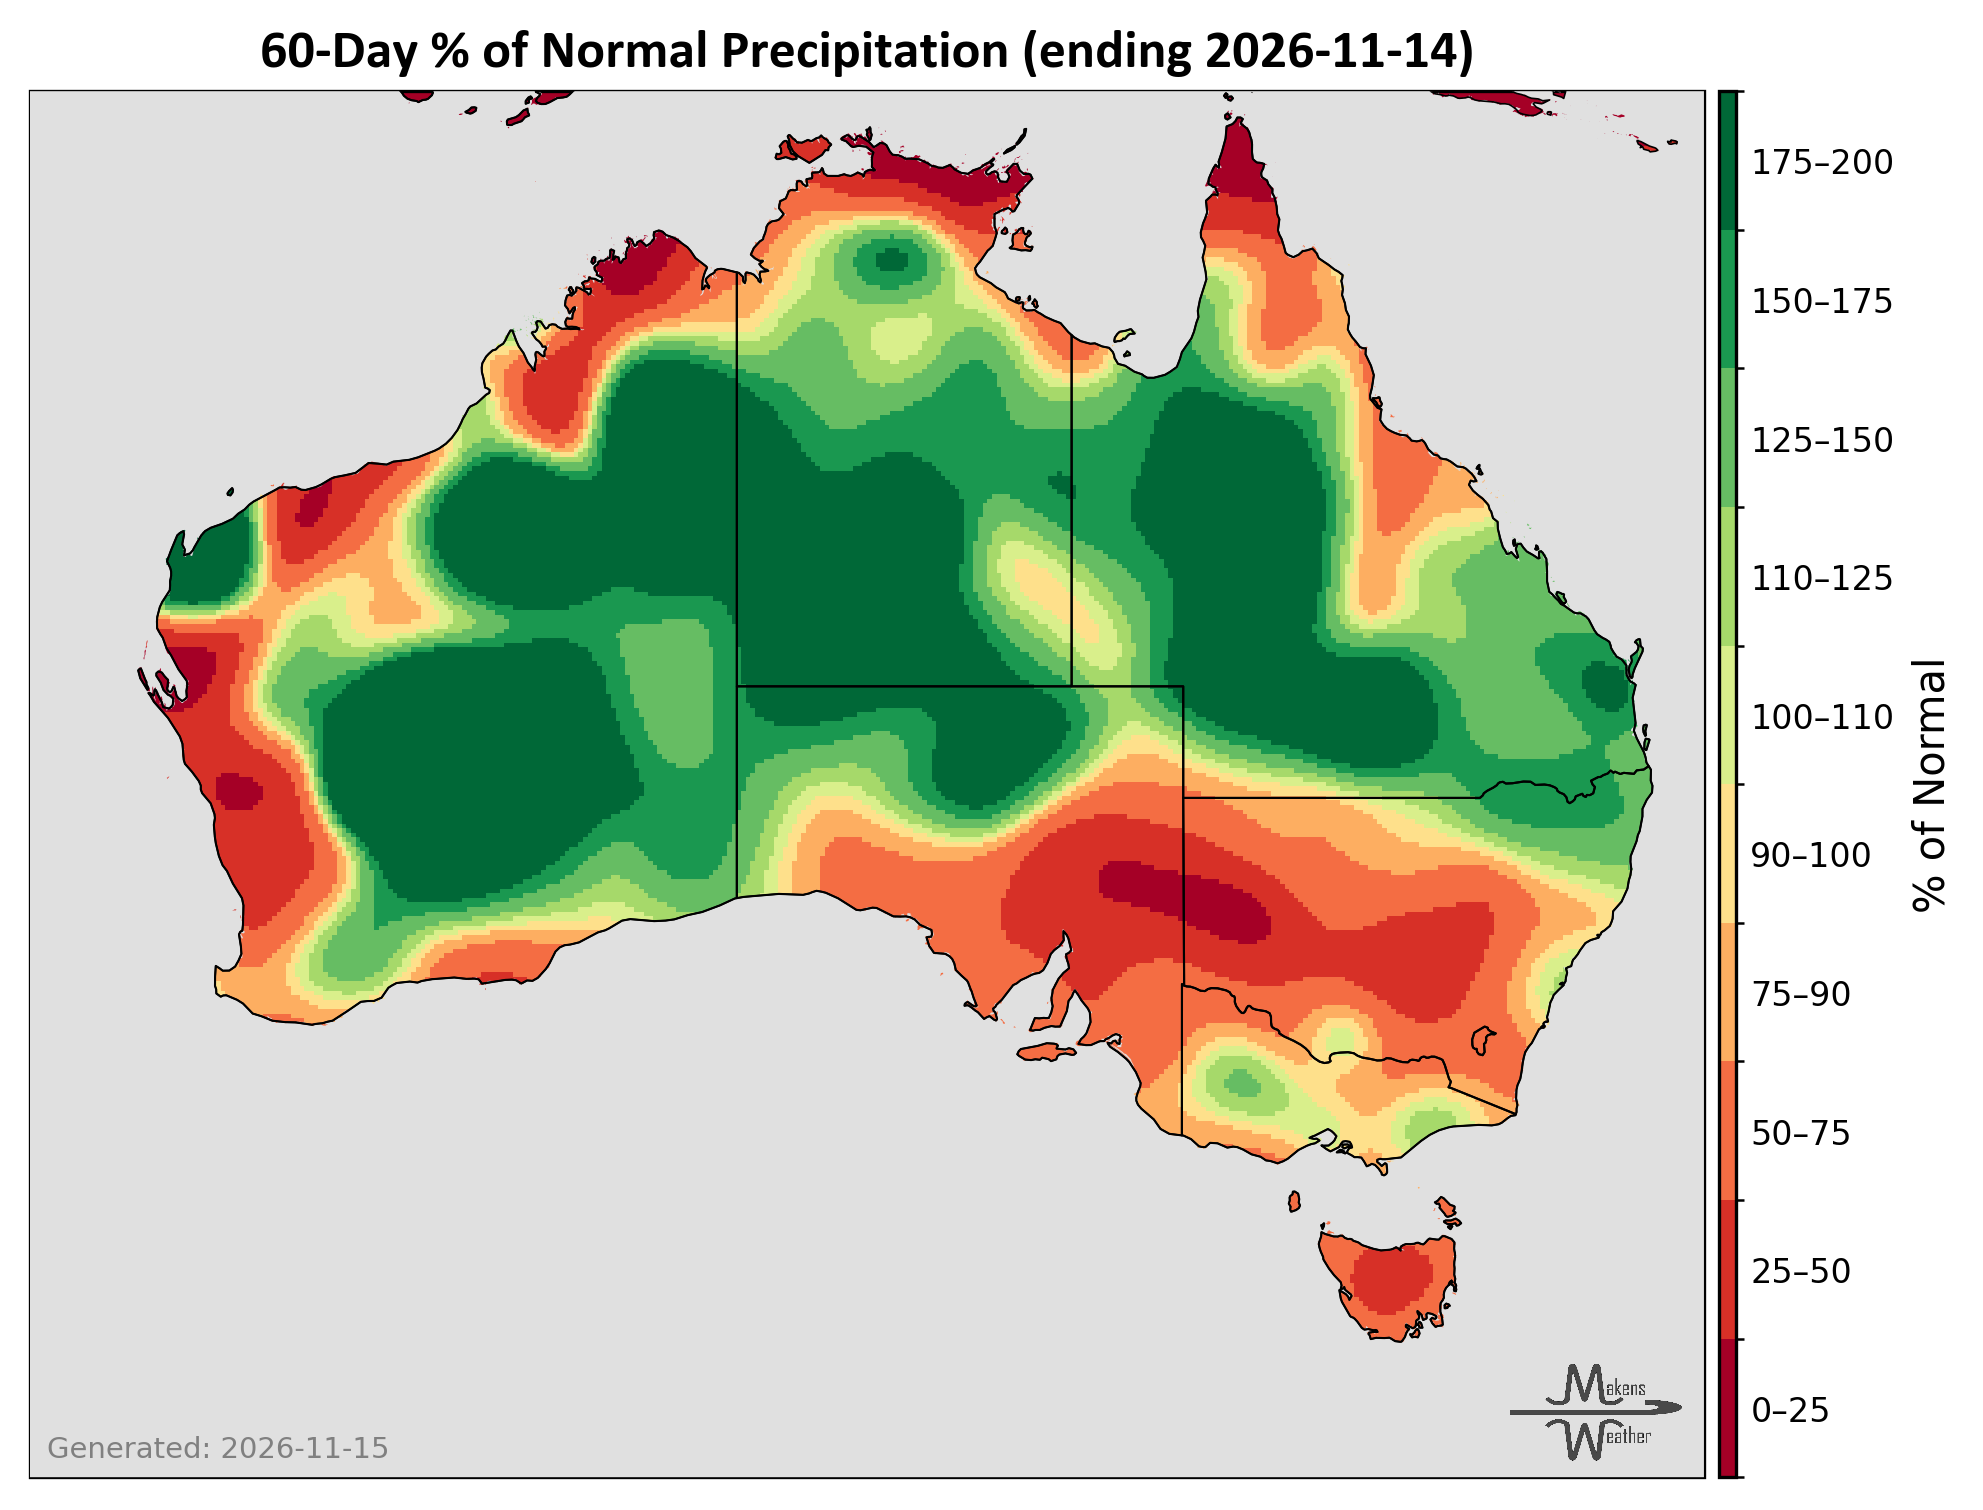 60-Day % of Normal Precipitation (ending 2026-11-14)
175–200
150–175
125–150
110–125
100–110
90–100
75–90
50–75
25–50
0–25
% of Normal
Makens
Weather
Generated: 2026-11-15